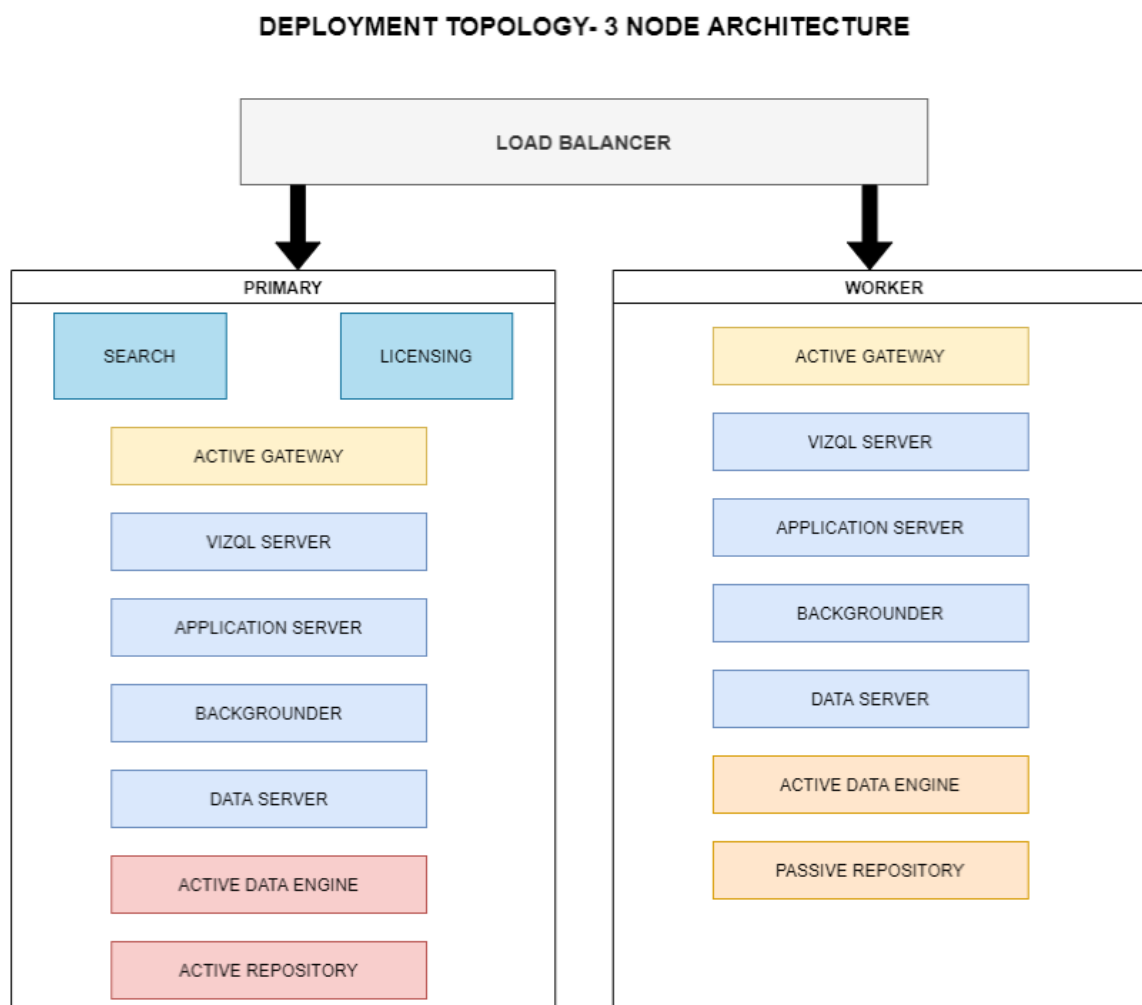 DEPLOYMENT TOPOLOGY- 3 NODE ARCHITECTURE
LOAD BALANCER
PRIMARY
SEARCH
LICENSING
ACTIVE GATEWAY
VIZQL SERVER
APPLICATION SERVER
BACKGROUNDER
DATA SERVER
ACTIVE DATA ENGINE
ACTIVE REPOSITORY
WORKER
ACTIVE GATEWAY
VIZQL SERVER
APPLICATION SERVER
BACKGROUNDER
DATA SERVER
ACTIVE DATA ENGINE
PASSIVE REPOSITORY